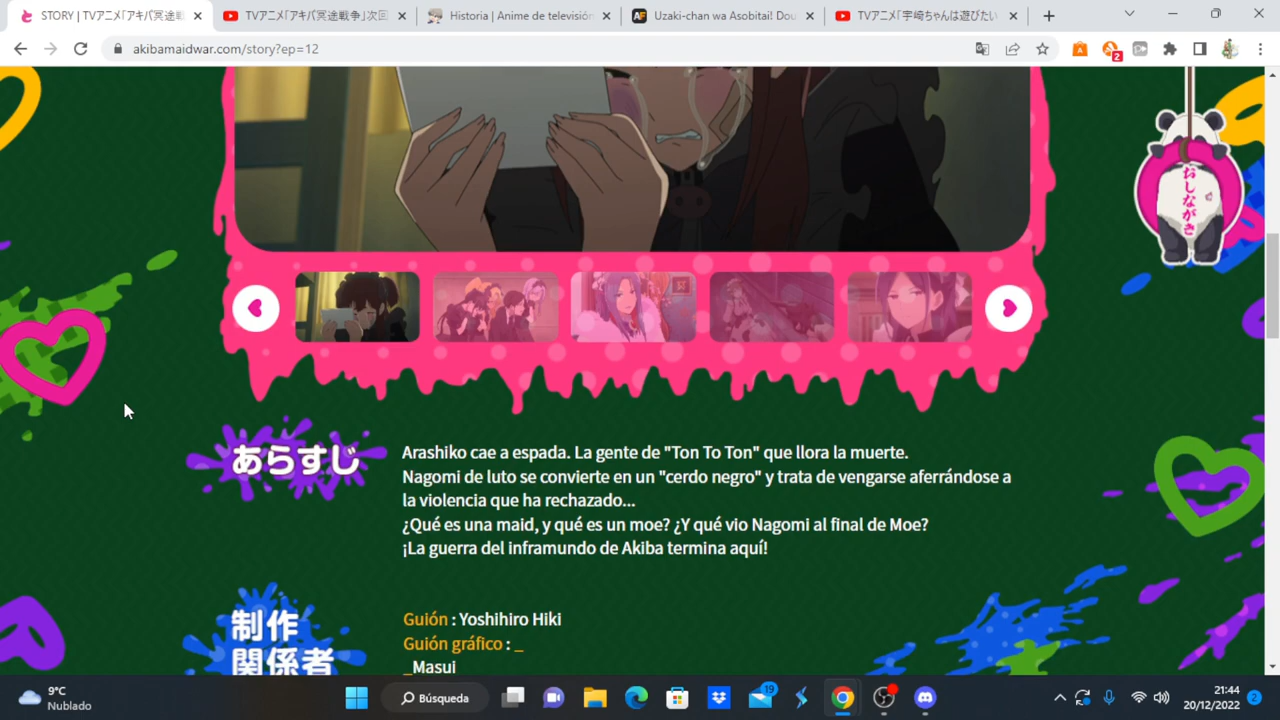 STORY | TVアニメ「アキバ冥途戦
TVアニメ「アキバ冥途戦争」次回
Historia | Anime de televisión
Uzaki-chan wa Asobitai! Dou
TVアニメ「宇崎ちゃんは遊びたい
akibamaidwar.com/story?ep=12
2
おしながき
あらすじ
Arashiko cae a espada. La gente de "Ton To Ton" que llora la muerte.
Nagomi de luto se convierte en un "cerdo negro" y trata de vengarse aferrándose a
la violencia que ha rechazado...
¿Qué es una maid, y qué es un moe? ¿Y qué vio Nagomi al final de Moe?
¡La guerra del inframundo de Akiba termina aquí!
制作
関係者
Guión : Yoshihiro Hiki
Guión gráfico : _
_Masui
9°C
Nublado
Búsqueda
19
21:44
20/12/2022
2